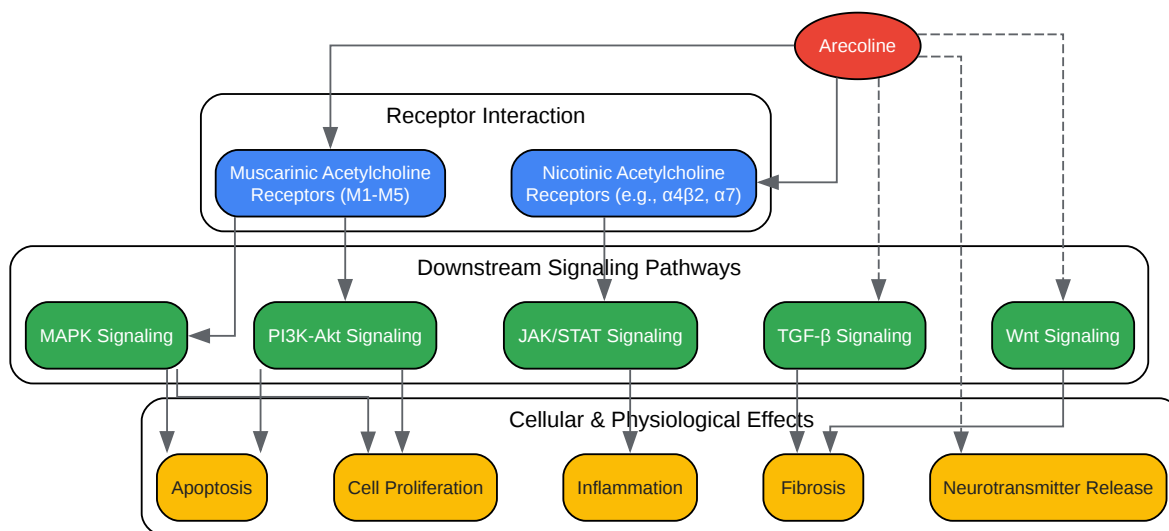 Arecoline
Receptor Interaction
Muscarinic Acetylcholine
Receptors (M1-M5)
Nicotinic Acetylcholine
Receptors (e.g., α4β2, α7)
Downstream Signaling Pathways
MAPK Signaling
PI3K-Akt Signaling
JAK/STAT Signaling
TGF-β Signaling
Wnt Signaling
Cellular & Physiological Effects
Apoptosis
Cell Proliferation
Inflammation
Fibrosis
Neurotransmitter Release